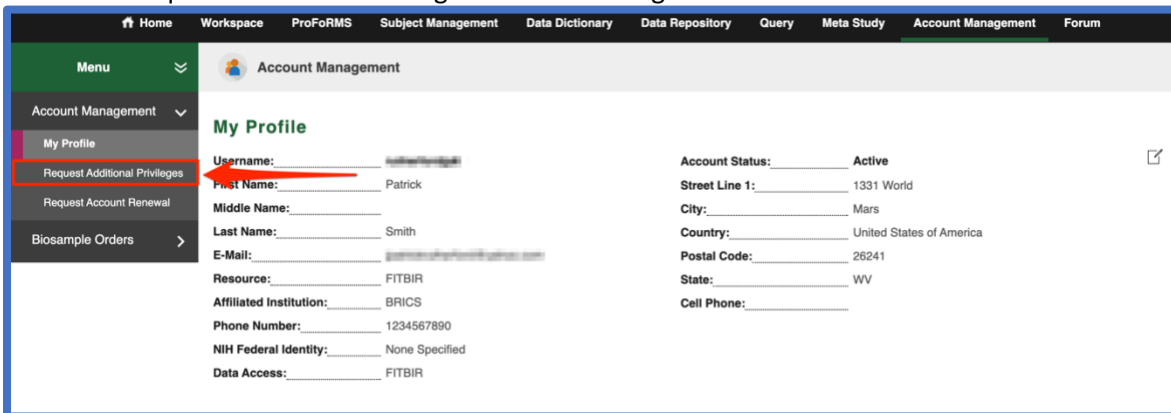 Home Workspace ProFoRMS Subject Management Data Dictionary Data Repository Query Meta Study Account Management Forum
Menu
Account Management
Account Management
My Profile
Request Additional Privileges
Request Account Renewal
Biosample Orders
My Profile
Username:
First Name: Patrick
Middle Name:
Last Name: Smith
E-Mail:
Resource: FITBIR
Affiliated Institution: BRICS
Phone Number: 1234567890
NIH Federal Identity: None Specified
Data Access: FITBIR
Account Status: Active
Street Line 1: 1331 World
City: Mars
Country: United States of America
Postal Code: 26241
State: WV
Cell Phone: